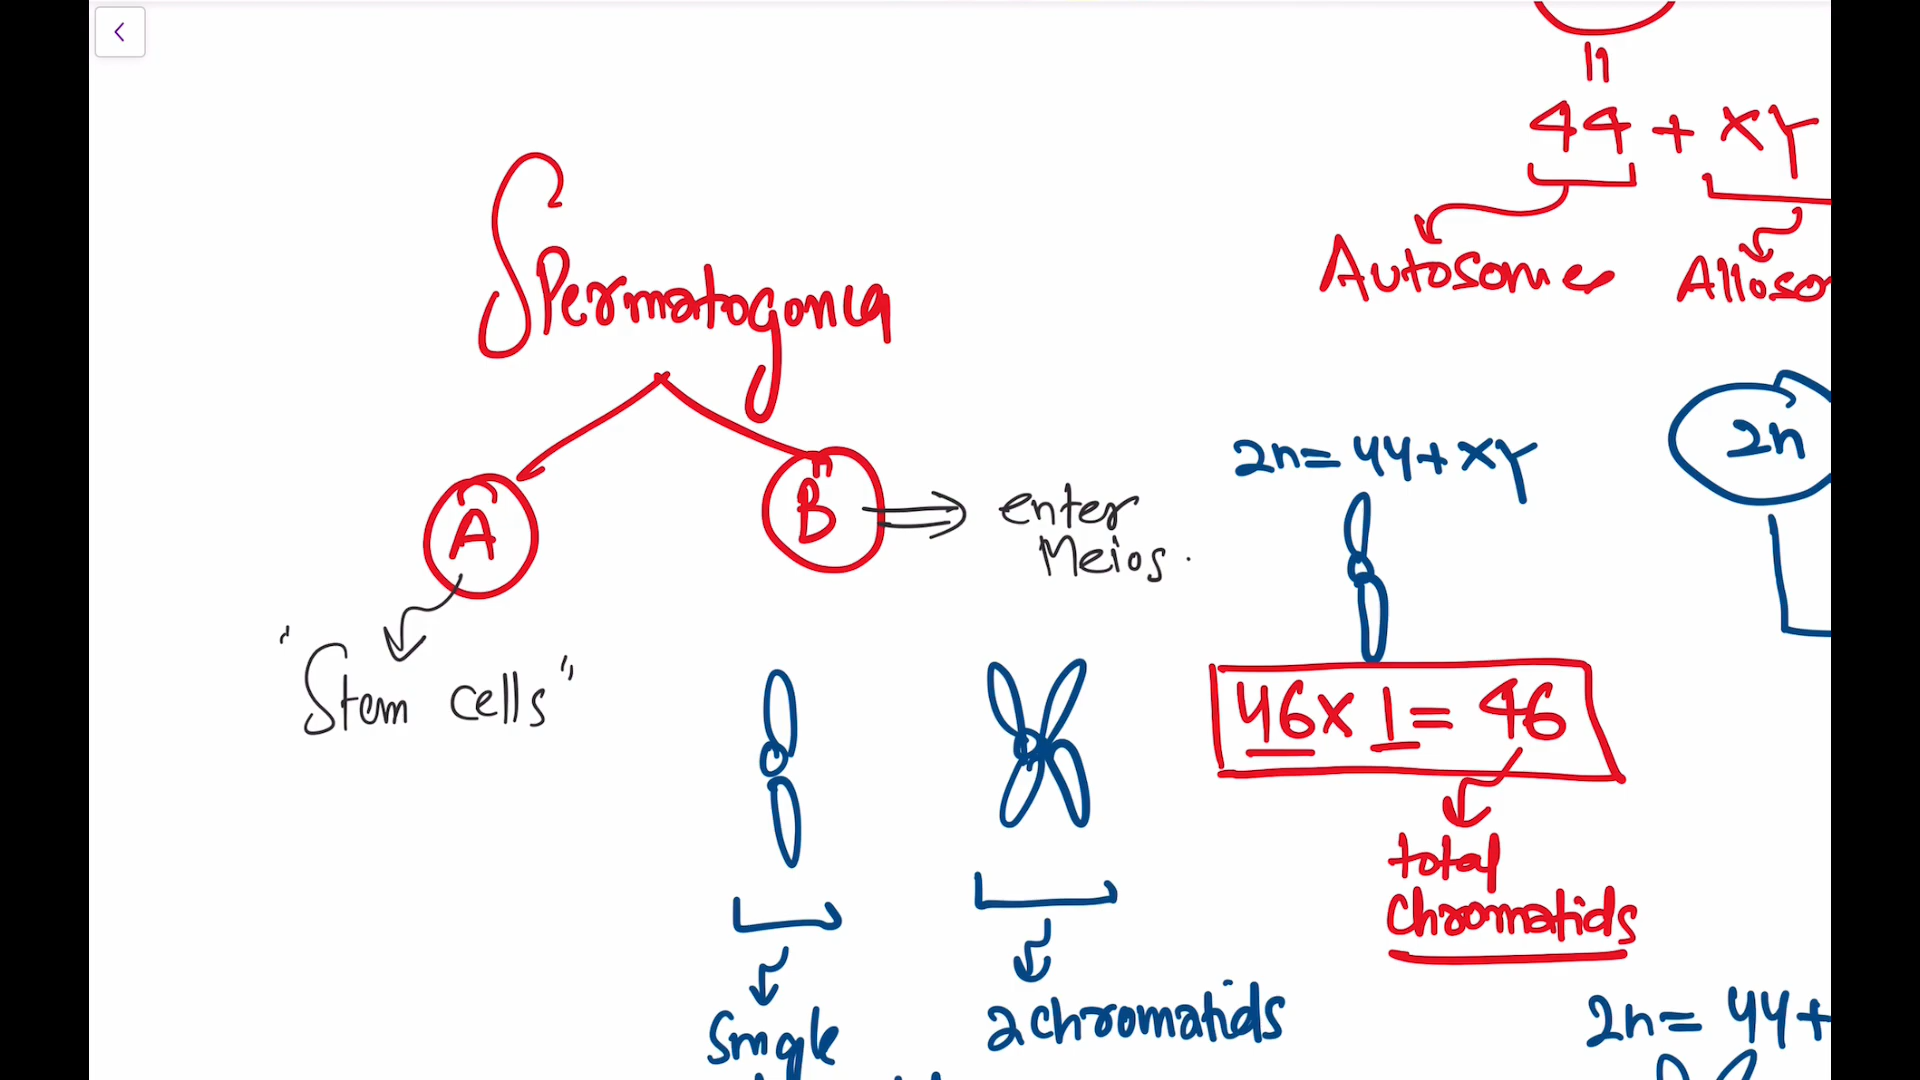 44 + XY
Autosomes
Alloso
Spermatogonia
2n
2n = 44 + XY
A
B
enter
Meios
"Stem cells"
46 x 1 = 46
total
chromatids
single
2 chromatids
2n = 44 +